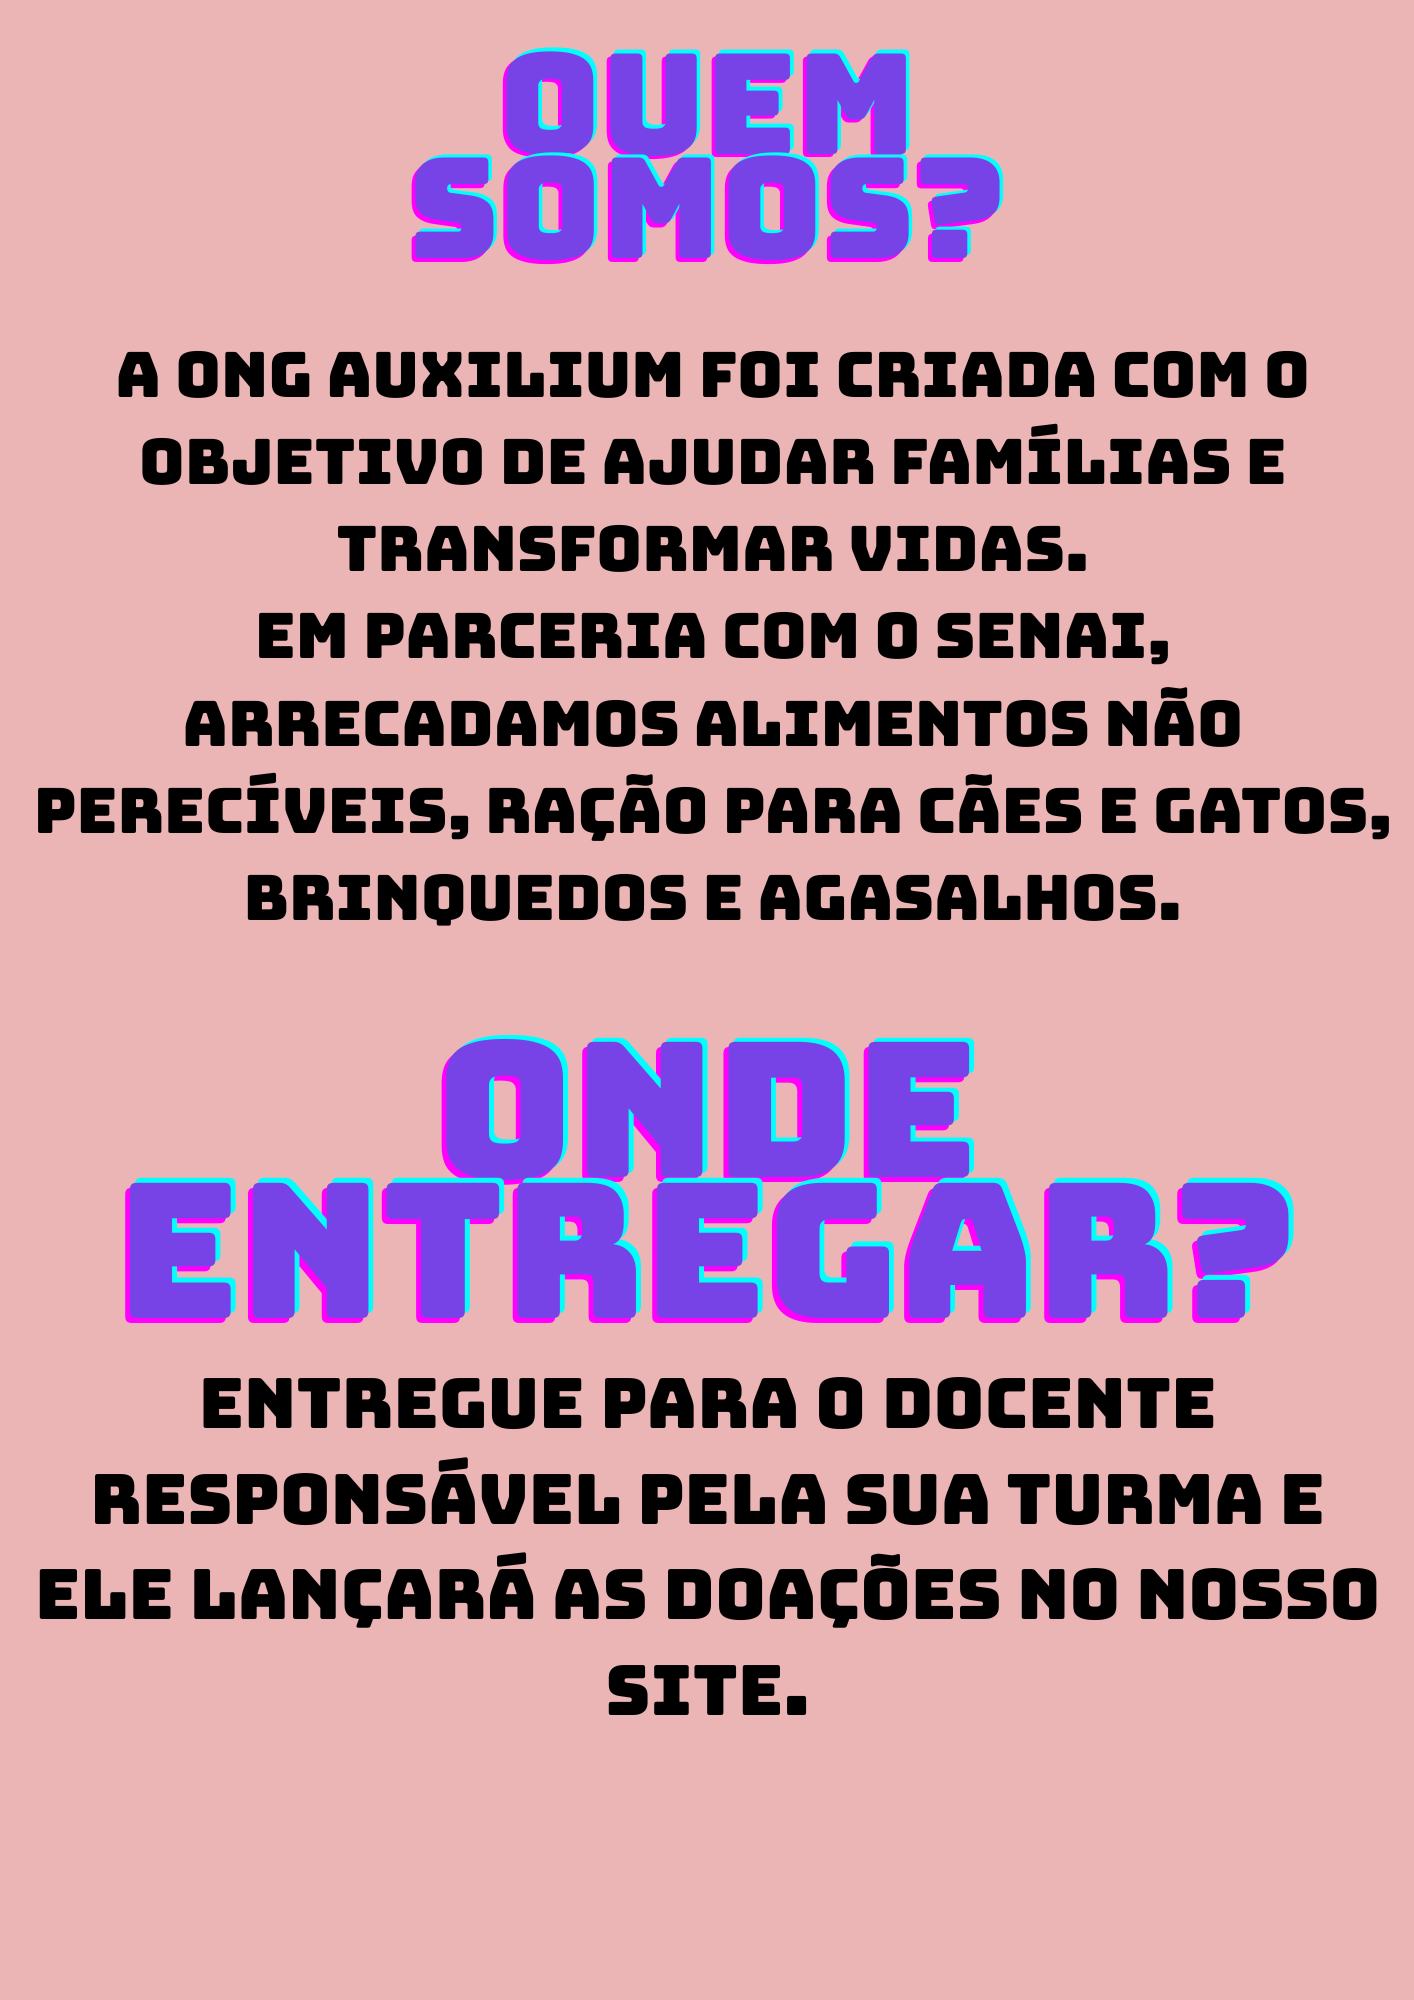 QUEM
SOMOS?
A ONG AUXILIUM FOI CRIADA COM O
OBJETIVO DE AJUDAR FAMÍLIAS E
TRANSFORMAR VIDAS.
EM PARCERIA COM O SENAI,
ARRECADAMOS ALIMENTOS NÃO
PERECÍVEIS, RAÇÃO PARA CÃES E GATOS,
BRINQUEDOS E AGASALHOS.
ONDE
ENTREGAR?
ENTREGUE PARA O DOCENTE
RESPONSÁVEL PELA SUA TURMA E
ELE LANÇARÁ AS DOAÇÕES NO NOSSO
SITE.